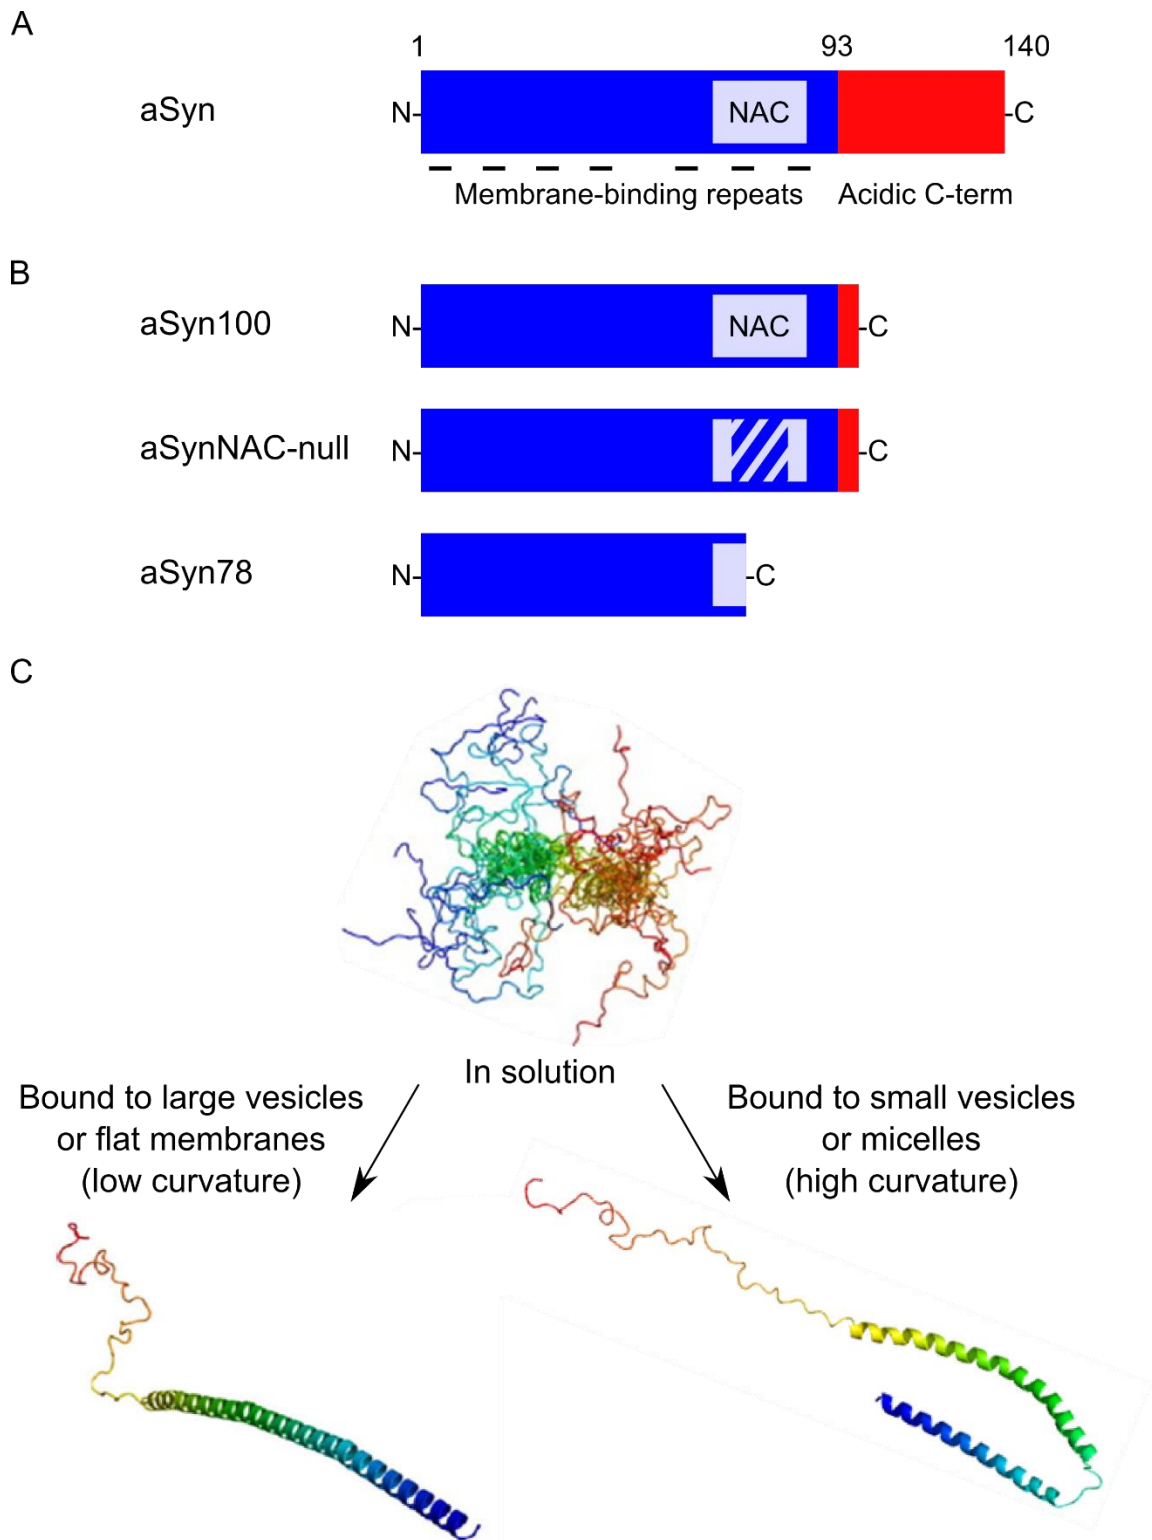 A
1 93 140
aSyn N- NAC -C
Membrane-binding repeats Acidic C-term
B
aSyn100 N- NAC -C
aSynNAC-null N- -C
aSyn78 N- -C
C
In solution
Bound to large vesicles
or flat membranes
(low curvature)
Bound to small vesicles
or micelles
(high curvature)